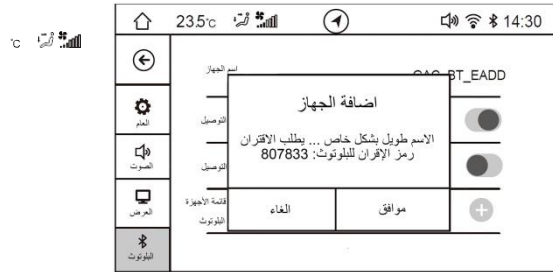 °C
23.5°C
14:30
اسم الجهاز
BT_EADD
اضافة الجهاز
الاسم طويل بشكل خاص ... يطلب الاقتران
رمز الإقران للبلوتوث: 807833
موافق
الغاء
التوصيل
التوصيل
قائمة الأجهزة
البلوتوث
العام
الصوت
العرض
البلوتوث